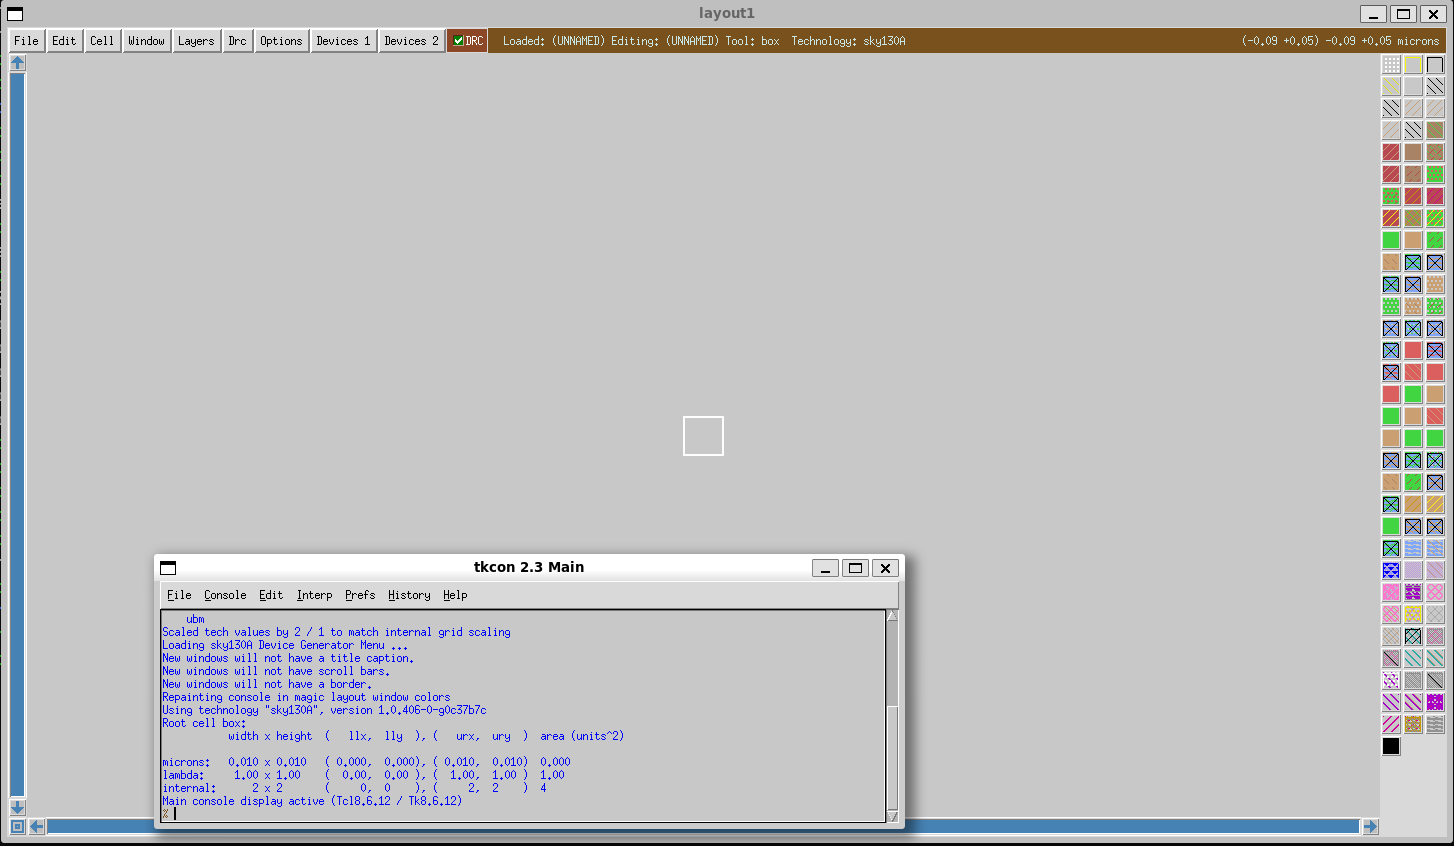 layout1
File Edit Cell Window Layers Drc Options Devices 1 Devices 2 DRC Loaded: (UNNAMED) Editing: (UNNAMED) Tool: box Technology: sky130A (-0.09 +0.05) -0.09 +0.05 microns
tkcon 2.3 Main
File Console Edit Interp Prefs History Help
ubm
Scaled tech values by 2 / 1 to match internal grid scaling
Loading sky130A Device Generator Menu ...
New windows will not have a title caption.
New windows will not have scroll bars.
New windows will not have a border.
Repainting console in magic layout window colors
Using technology "sky130A", version 1.0.406-0-g0c37b7c
Root cell box:
width x height ( llx, lly ), ( urx, ury ) area (units^2)
microns: 0.010 x 0.010 ( 0.000, 0.000), ( 0.010, 0.010) 0.000
lambda: 1.00 x 1.00 ( 0.00, 0.00 ), ( 1.00, 1.00 ) 1.00
internal: 2 x 2 ( 0, 0 ), ( 2, 2 ) 4
Main console display active (Tcl8.6.12 / Tk8.6.12)
%